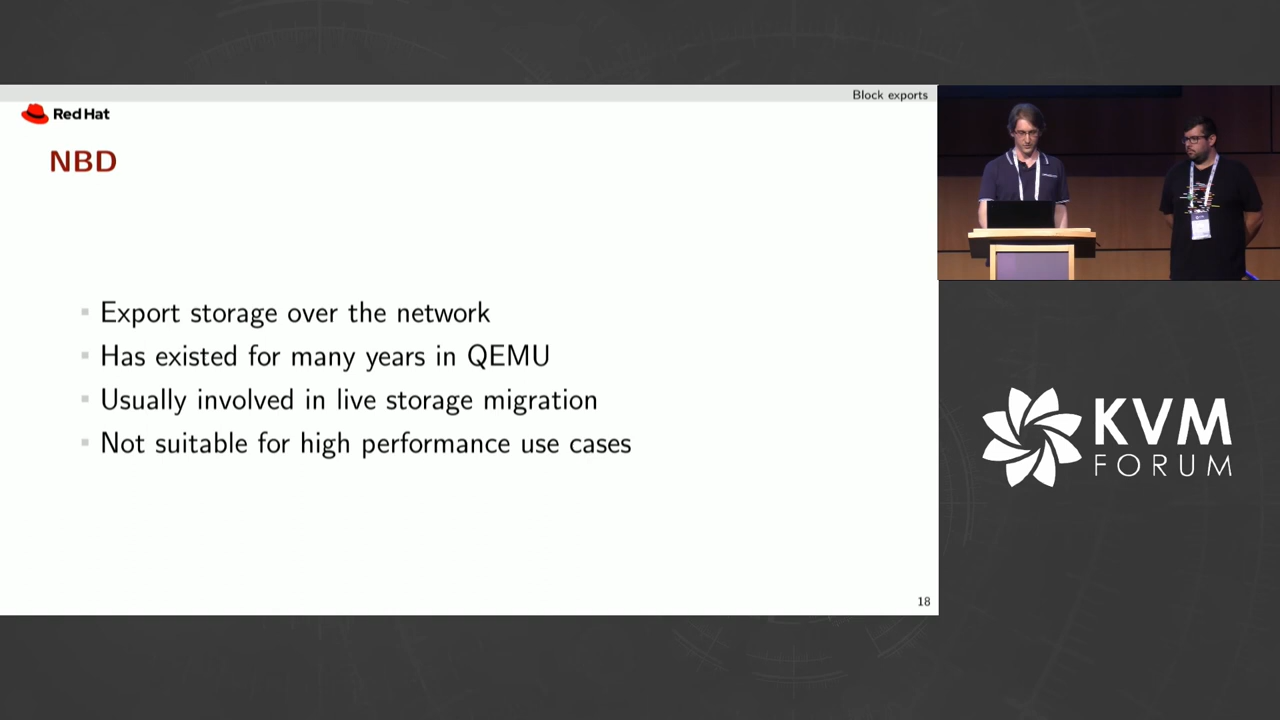 Block exports
Red Hat
NBD
Export storage over the network
Has existed for many years in QEMU
Usually involved in live storage migration
Not suitable for high performance use cases
18
KVM
FORUM